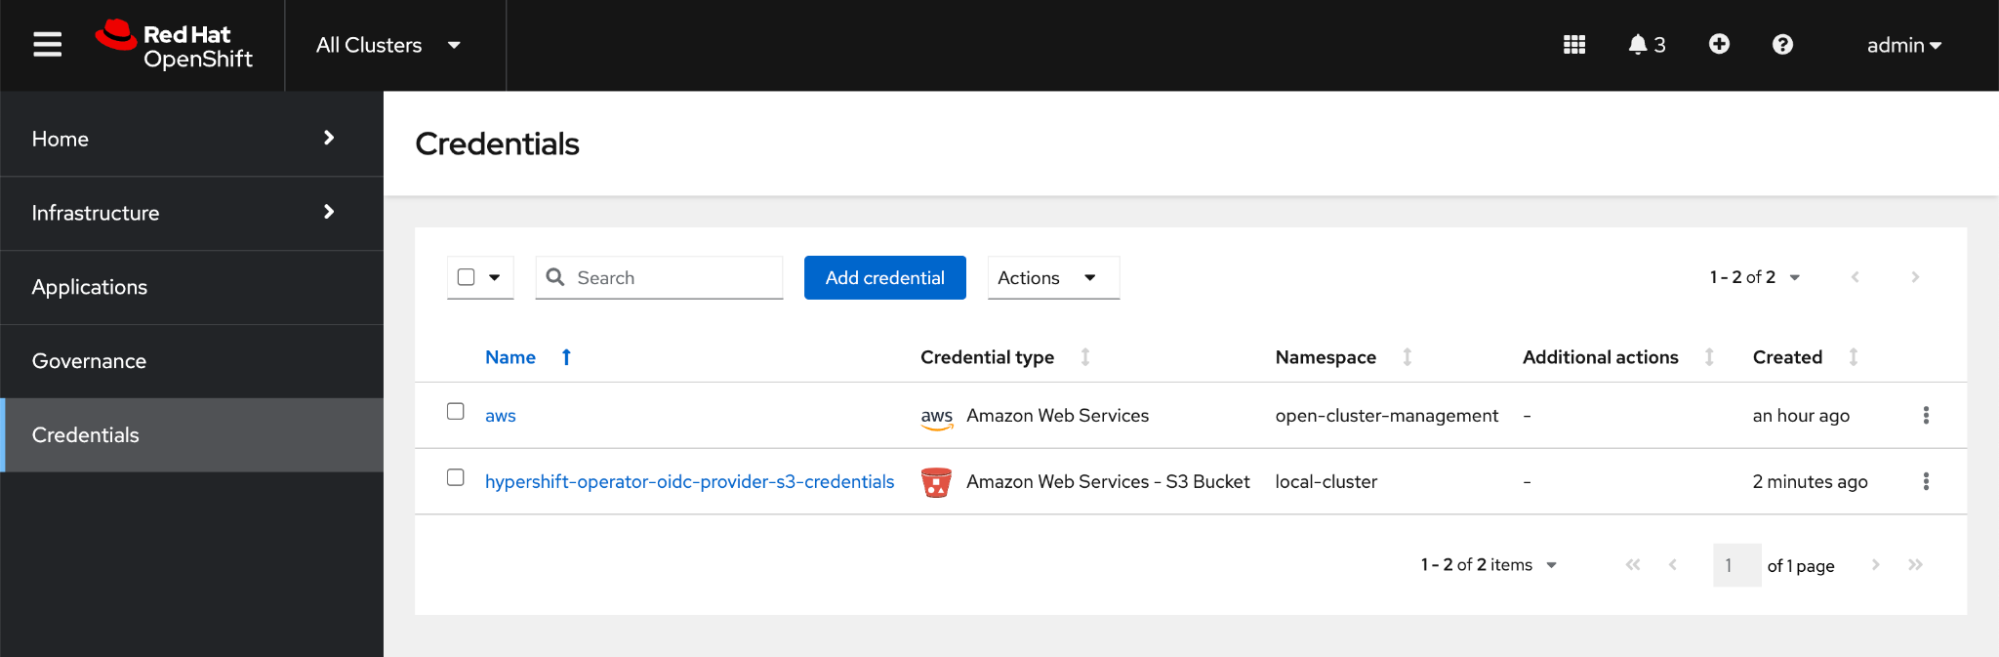 Red Hat
OpenShift
All Clusters
3
admin
Home
Infrastructure
Applications
Governance
Credentials
Credentials
Search
Add credential
Actions
1 - 2 of 2
Name
Credential type
Namespace
Additional actions
Created
aws
aws Amazon Web Services
open-cluster-management
-
an hour ago
hypershift-operator-oidc-provider-s3-credentials
Amazon Web Services - S3 Bucket
local-cluster
-
2 minutes ago
1 - 2 of 2 items
1
of 1 page